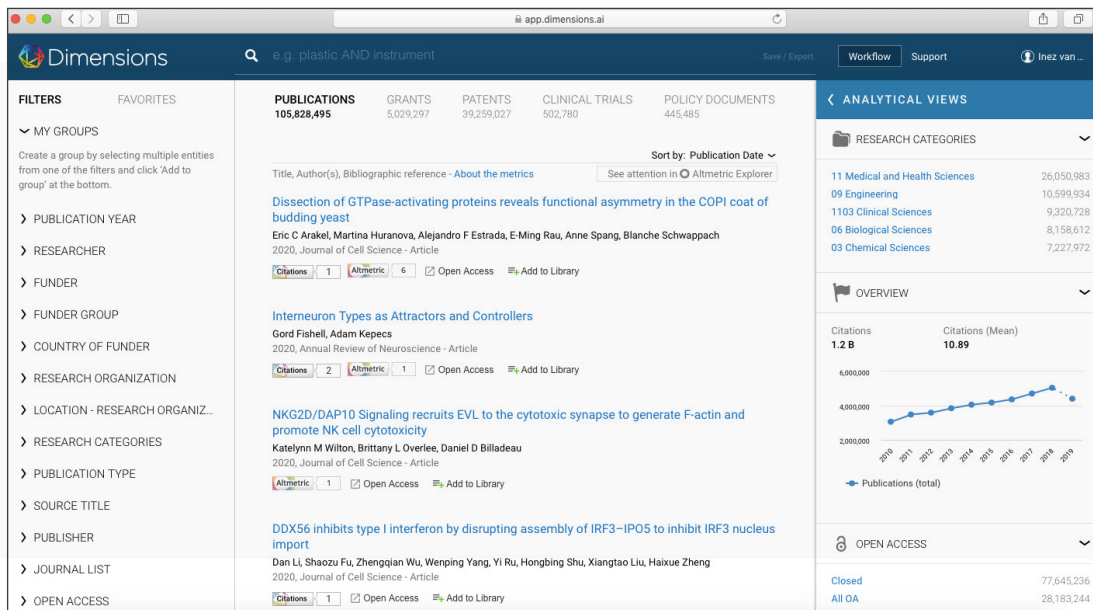 app.dimensions.ai
Dimensions
e.g. plastic AND instrument
Save / Export
Workflow
Support
Inez van ...
FILTERS
FAVORITES
MY GROUPS
Create a group by selecting multiple entities
from one of the filters and click 'Add to
group' at the bottom.
PUBLICATION YEAR
RESEARCHER
FUNDER
FUNDER GROUP
COUNTRY OF FUNDER
RESEARCH ORGANIZATION
LOCATION - RESEARCH ORGANIZ...
RESEARCH CATEGORIES
PUBLICATION TYPE
SOURCE TITLE
PUBLISHER
JOURNAL LIST
OPEN ACCESS
PUBLICATIONS GRANTS PATENTS CLINICAL TRIALS POLICY DOCUMENTS
105,828,495 5,029,297 39,259,027 502,780 445,485
Sort by: Publication Date
Title, Author(s), Bibliographic reference - About the metrics
See attention in Altmetric Explorer
Dissection of GTPase-activating proteins reveals functional asymmetry in the COPI coat of
budding yeast
Eric C Arakel, Martina Huranova, Alejandro F Estrada, E-Ming Rau, Anne Spang, Blanche Schwappach
2020, Journal of Cell Science - Article
Citations 1 Altmetric 6 Open Access Add to Library
Interneuron Types as Attractors and Controllers
Gord Fishell, Adam Kepecs
2020, Annual Review of Neuroscience - Article
Citations 2 Altmetric 1 Open Access Add to Library
NKG2D/DAP10 Signaling recruits EVL to the cytotoxic synapse to generate F-actin and
promote NK cell cytotoxicity
Katelynn M Wilton, Brittany L Overlee, Daniel D Billadeau
2020, Journal of Cell Science - Article
Altmetric 1 Open Access Add to Library
DDX56 inhibits type I interferon by disrupting assembly of IRF3–IPO5 to inhibit IRF3 nucleus
import
Dan Li, Shaozu Fu, Zhengqian Wu, Wenping Yang, Yi Ru, Hongbing Shu, Xiangtao Liu, Haixue Zheng
2020, Journal of Cell Science - Article
Citations 1 Open Access Add to Library
ANALYTICAL VIEWS
RESEARCH CATEGORIES
11 Medical and Health Sciences 26,050,983
09 Engineering 10,599,934
1103 Clinical Sciences 9,320,728
06 Biological Sciences 8,158,612
03 Chemical Sciences 7,227,972
OVERVIEW
Citations Citations (Mean)
1.2 B 10.89
6,000,000
4,000,000
2,000,000
2010 2011 2012 2013 2014 2015 2016 2017 2018 2019
Publications (total)
OPEN ACCESS
Closed 77,645,236
All OA 28,183,244